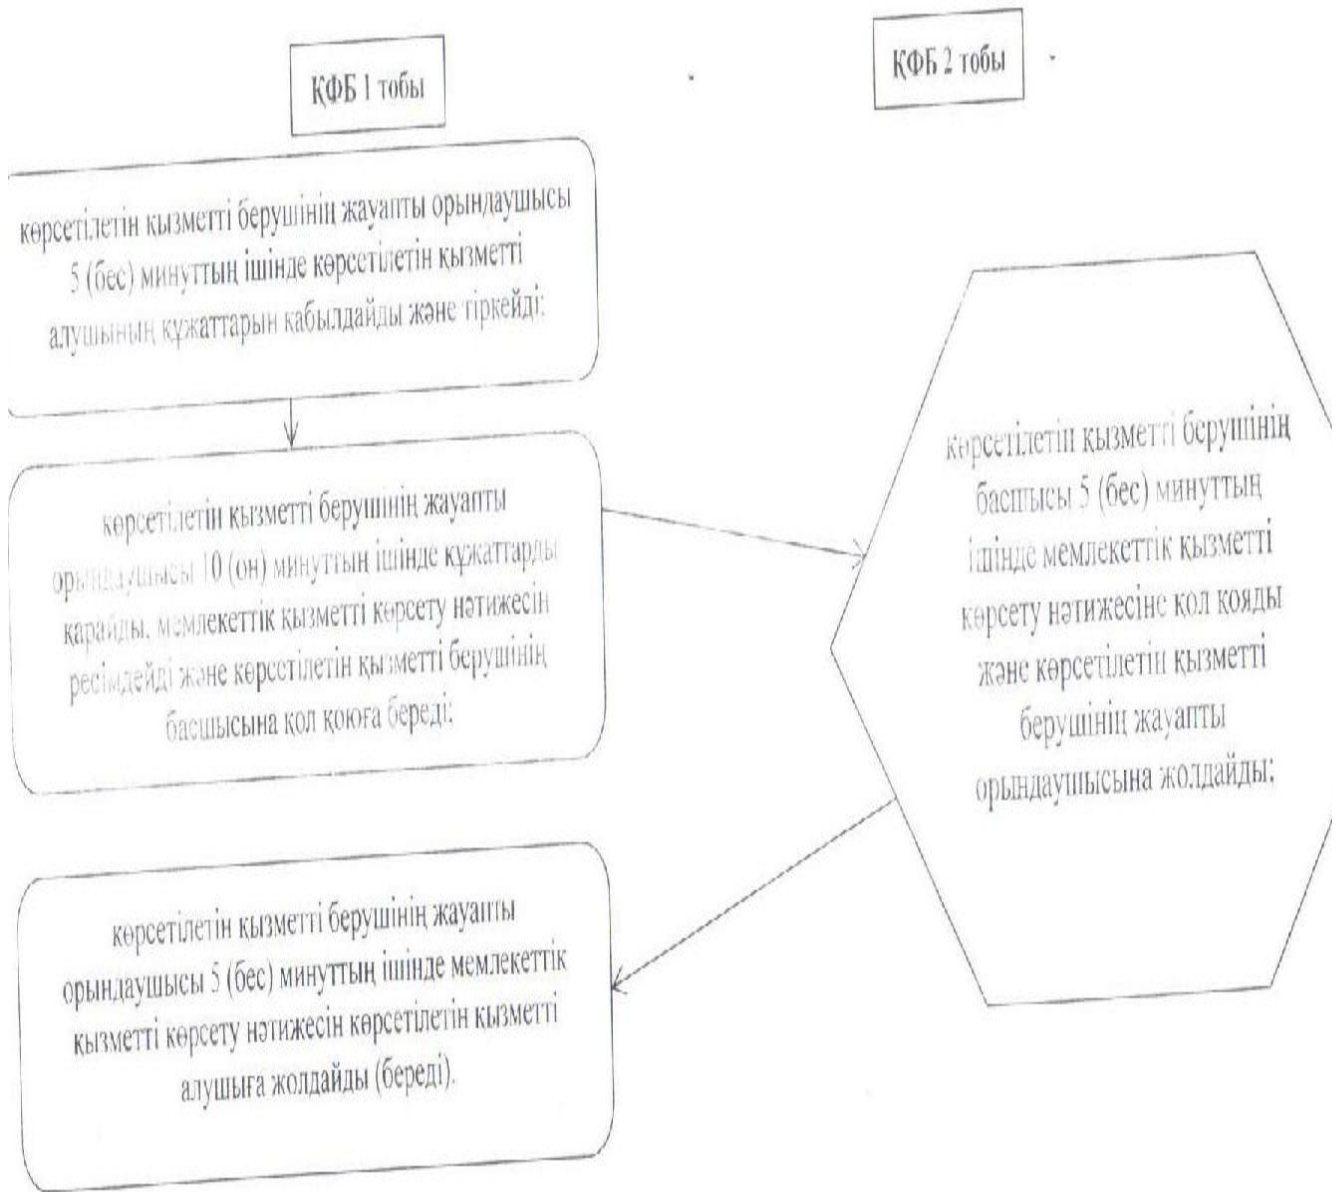 ҚФБ 1 тобы
ҚФБ 2 тобы
көрсетілетін қызметті берушінің жауапты орындаушысы
5 (бес) минуттың ішінде көрсетілетін қызметті
алушының құжаттарын қабылдайды және тіркейді;
көрсетілетін қызметті берушінің жауапты
орындаушысы 10 (он) минуттың ішінде құжаттарды
қарайды, мемлекеттік қызметті көрсету нәтижесін
ресімдейді және көрсетілетін қызметті берушінің
басшысына қол қоюға береді;
көрсетілетін қызметті берушінің
басшысы 5 (бес) минуттың
ішінде мемлекеттік қызметті
көрсету нәтижесіне қол қояды
және көрсетілетін қызметті
берушінің жауапты
орындаушысына жолдайды;
көрсетілетін қызметті берушінің жауапты
орындаушысы 5 (бес) минуттың ішінде мемлекеттік
қызметті көрсету нәтижесін көрсетілетін қызметті
алушыға жолдайды (береді).